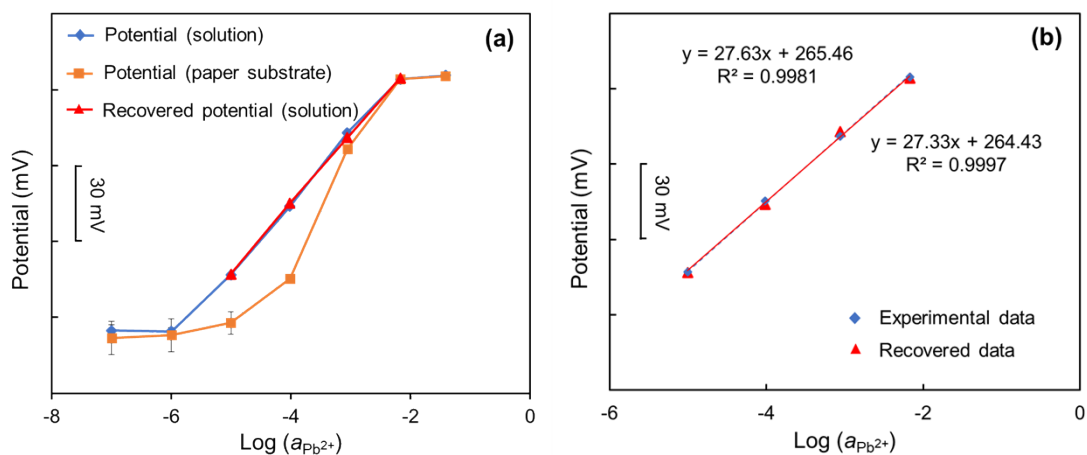 Potential (solution)
Potential (paper substrate)
Recovered potential (solution)
(a)
Potential (mV)
30 mV
-8
-6
-4
-2
0
Log (aPb²⁺)
(b)
y = 27.63x + 265.46
R² = 0.9981
y = 27.33x + 264.43
R² = 0.9997
Potential (mV)
30 mV
Experimental data
Recovered data
-6
-4
-2
0
Log (aPb²⁺)